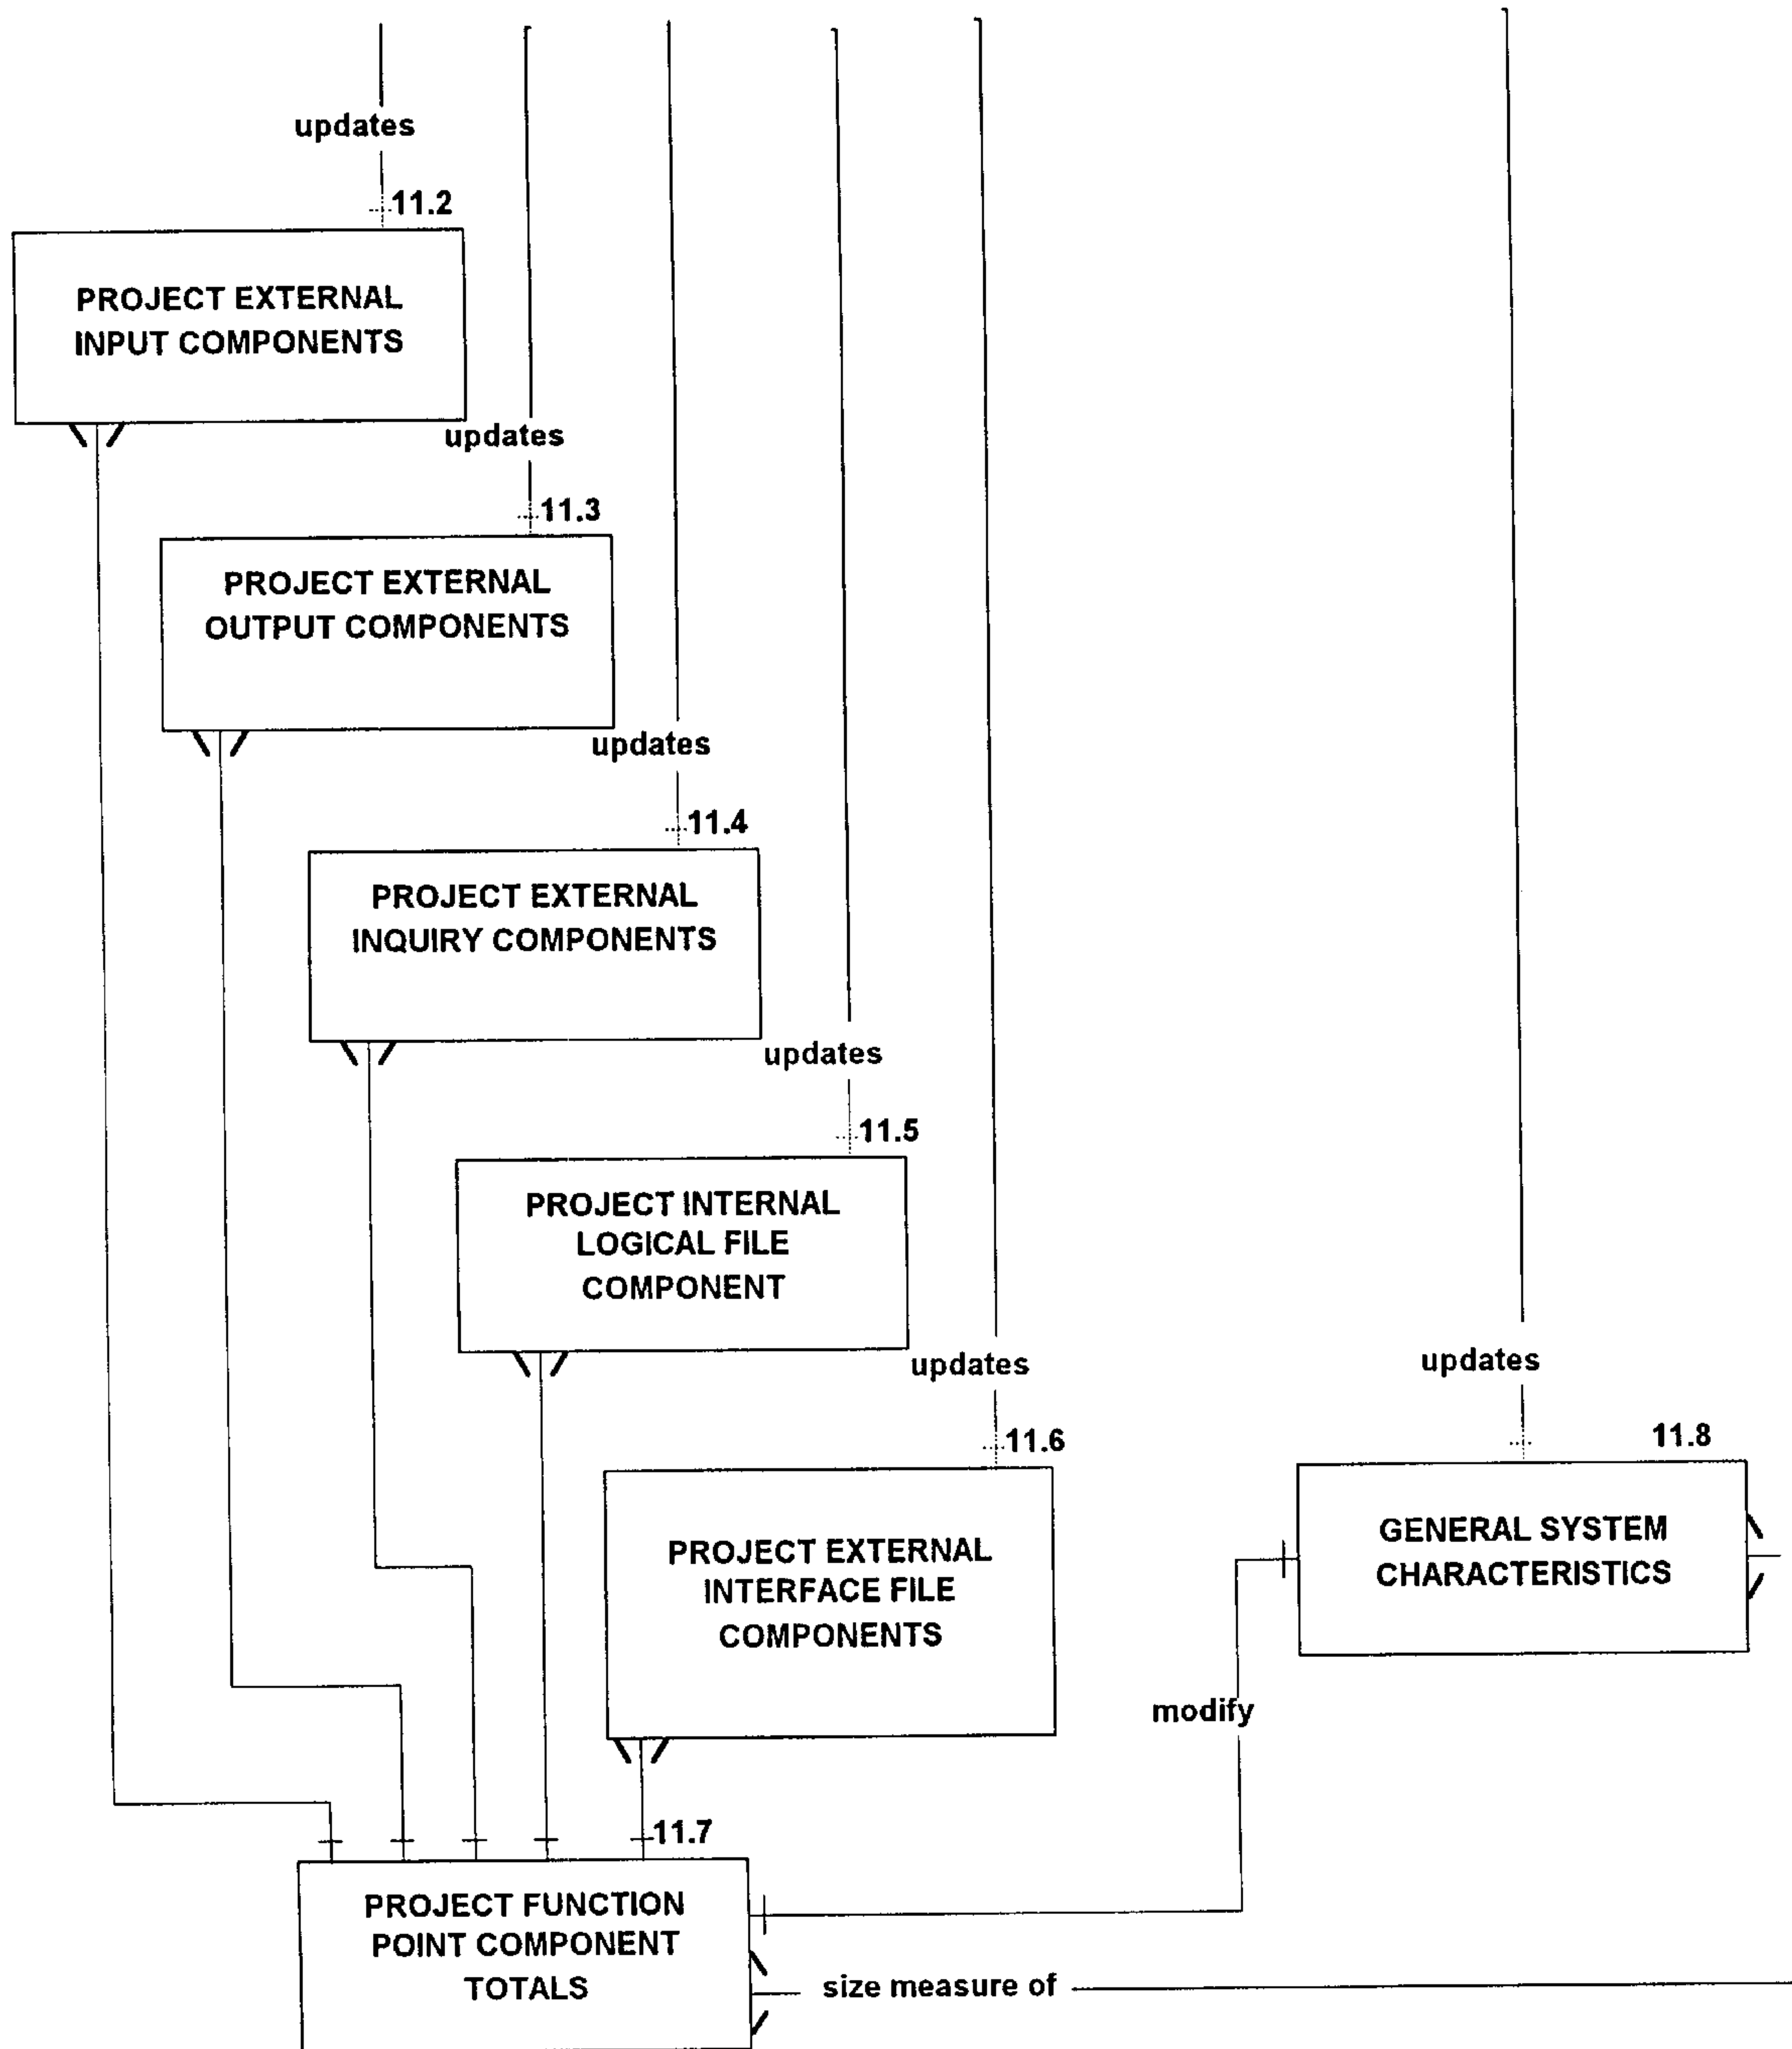 updates
11.2
PROJECT EXTERNAL
INPUT COMPONENTS
updates
11.3
PROJECT EXTERNAL
OUTPUT COMPONENTS
updates
11.4
PROJECT EXTERNAL
INQUIRY COMPONENTS
updates
11.5
PROJECT INTERNAL
LOGICAL FILE
COMPONENT
updates
11.6
PROJECT EXTERNAL
INTERFACE FILE
COMPONENTS
updates
11.8
GENERAL SYSTEM
CHARACTERISTICS
modify
11.7
PROJECT FUNCTION
POINT COMPONENT
TOTALS
size measure of